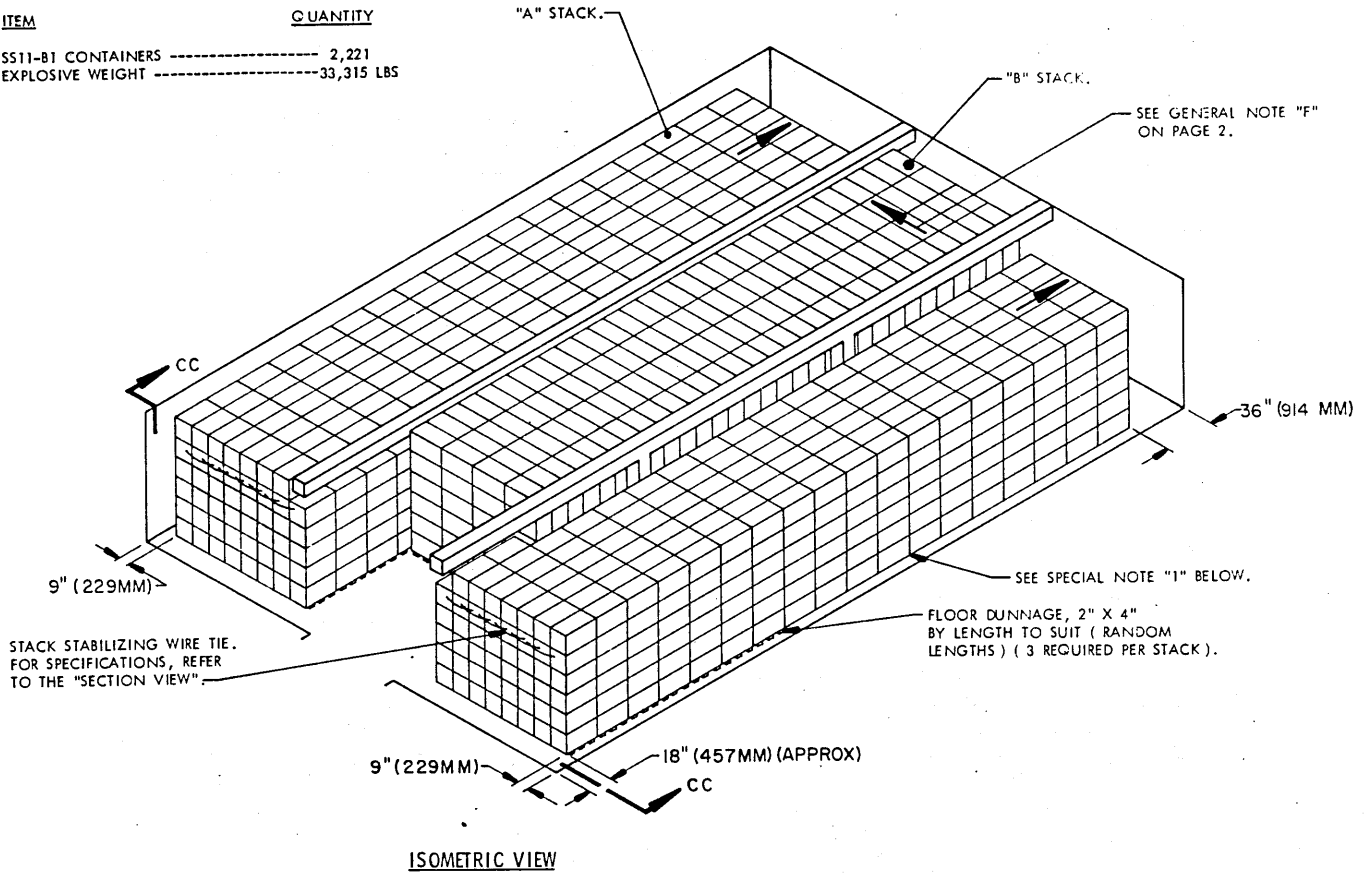 ITEM QUANTITY
SS11-B1 CONTAINERS ------------------- 2,221
EXPLOSIVE WEIGHT --------------------33,315 LBS
"A" STACK.
"B" STACK.
SEE GENERAL NOTE "F"
ON PAGE 2.
CC
36" (914 MM)
9" (229MM)
SEE SPECIAL NOTE "1" BELOW.
FLOOR DUNNAGE, 2" X 4"
BY LENGTH TO SUIT ( RANDOM
LENGTHS ) ( 3 REQUIRED PER STACK ).
STACK STABILIZING WIRE TIE.
FOR SPECIFICATIONS, REFER
TO THE "SECTION VIEW".
9" (229MM)
18" (457MM) (APPROX)
CC
ISOMETRIC VIEW